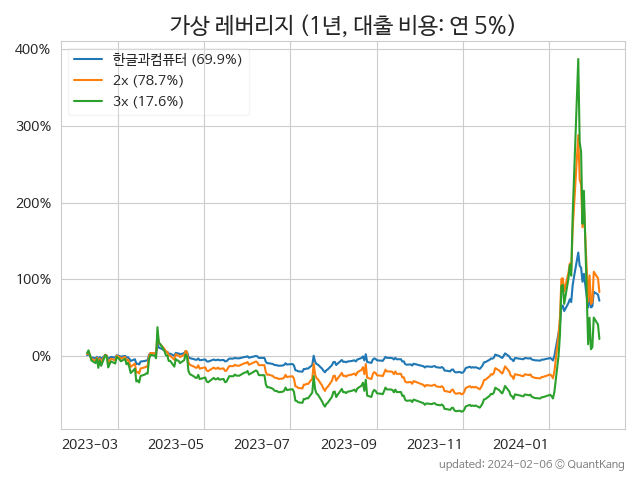 가상 레버리지 (1년, 대출 비용: 연 5%)
400%
300%
200%
100%
0%
한글과컴퓨터 (69.9%)
2x (78.7%)
3x (17.6%)
2023-03
2023-05
2023-07
2023-09
2023-11
2024-01
updated: 2024-02-06 © QuantKang